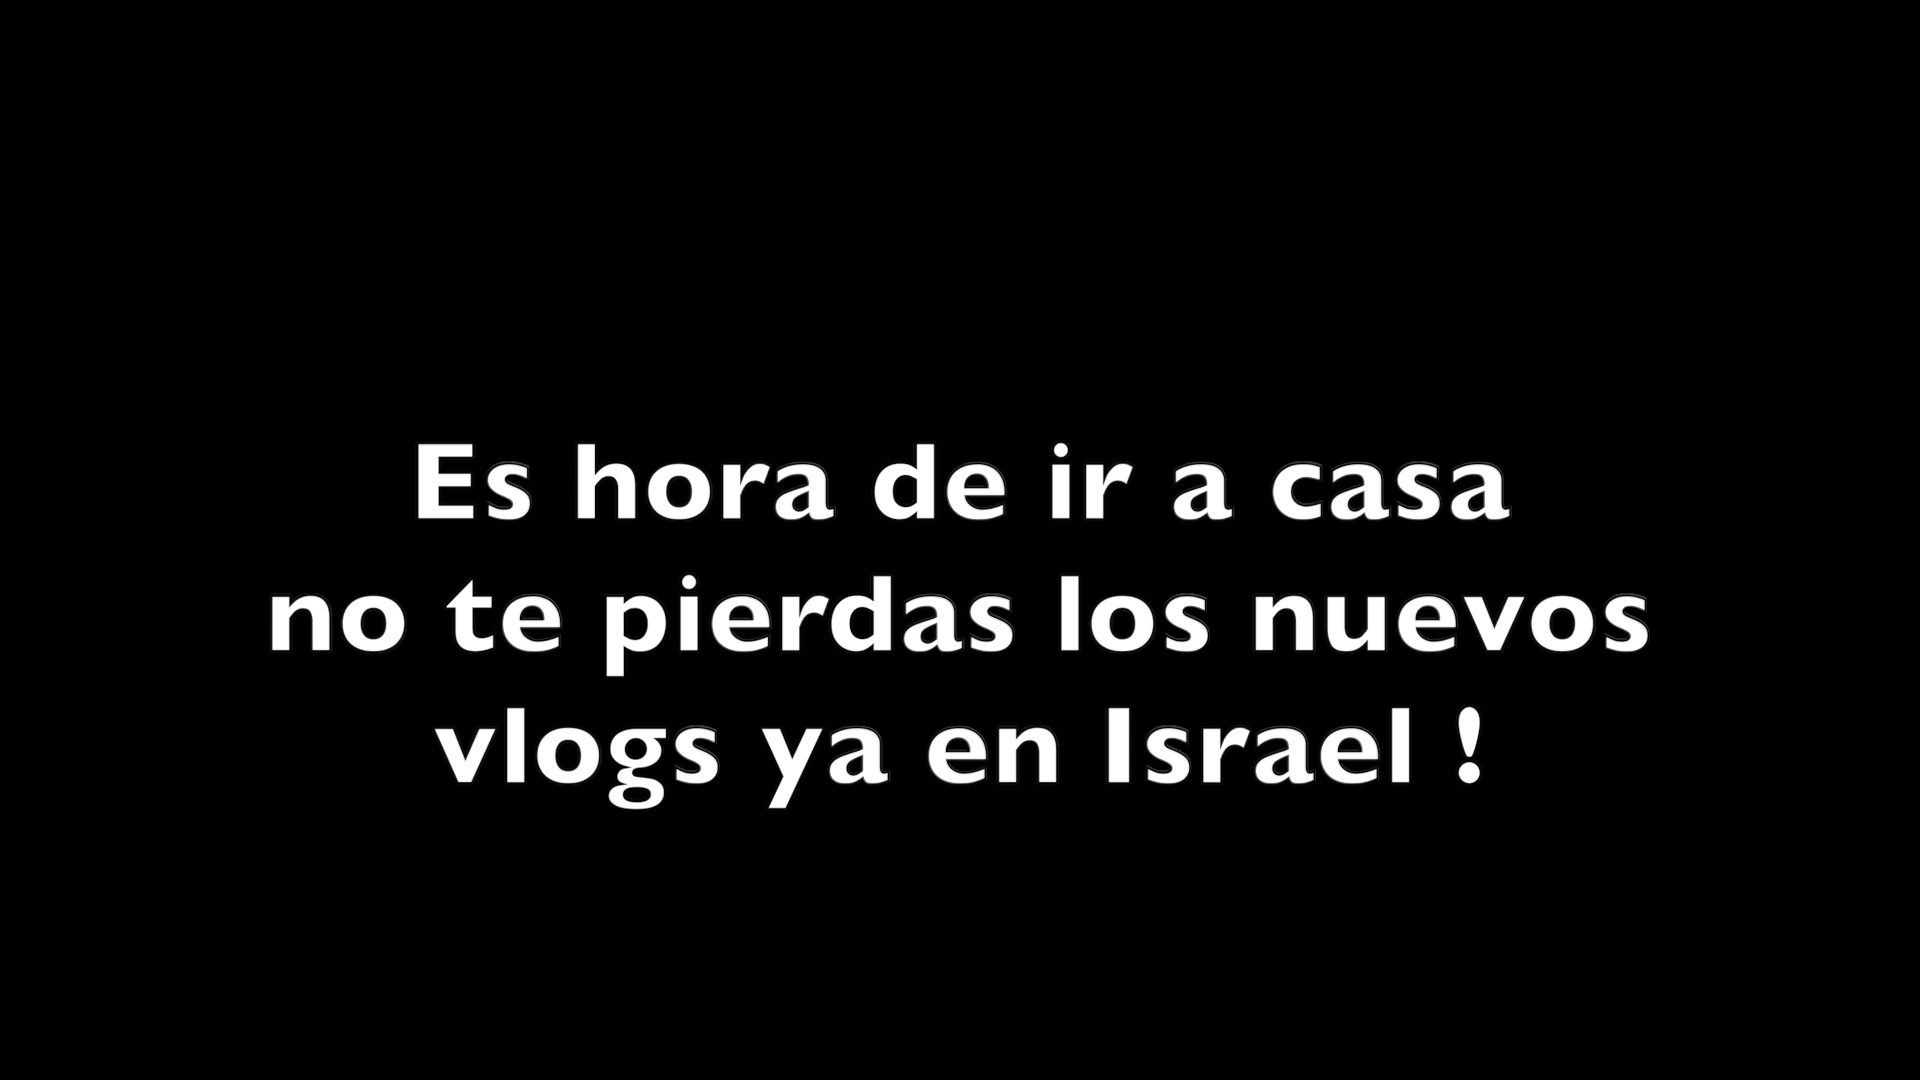 Es hora de ir a casa
no te pierdas los nuevos
vlogs ya en Israel !